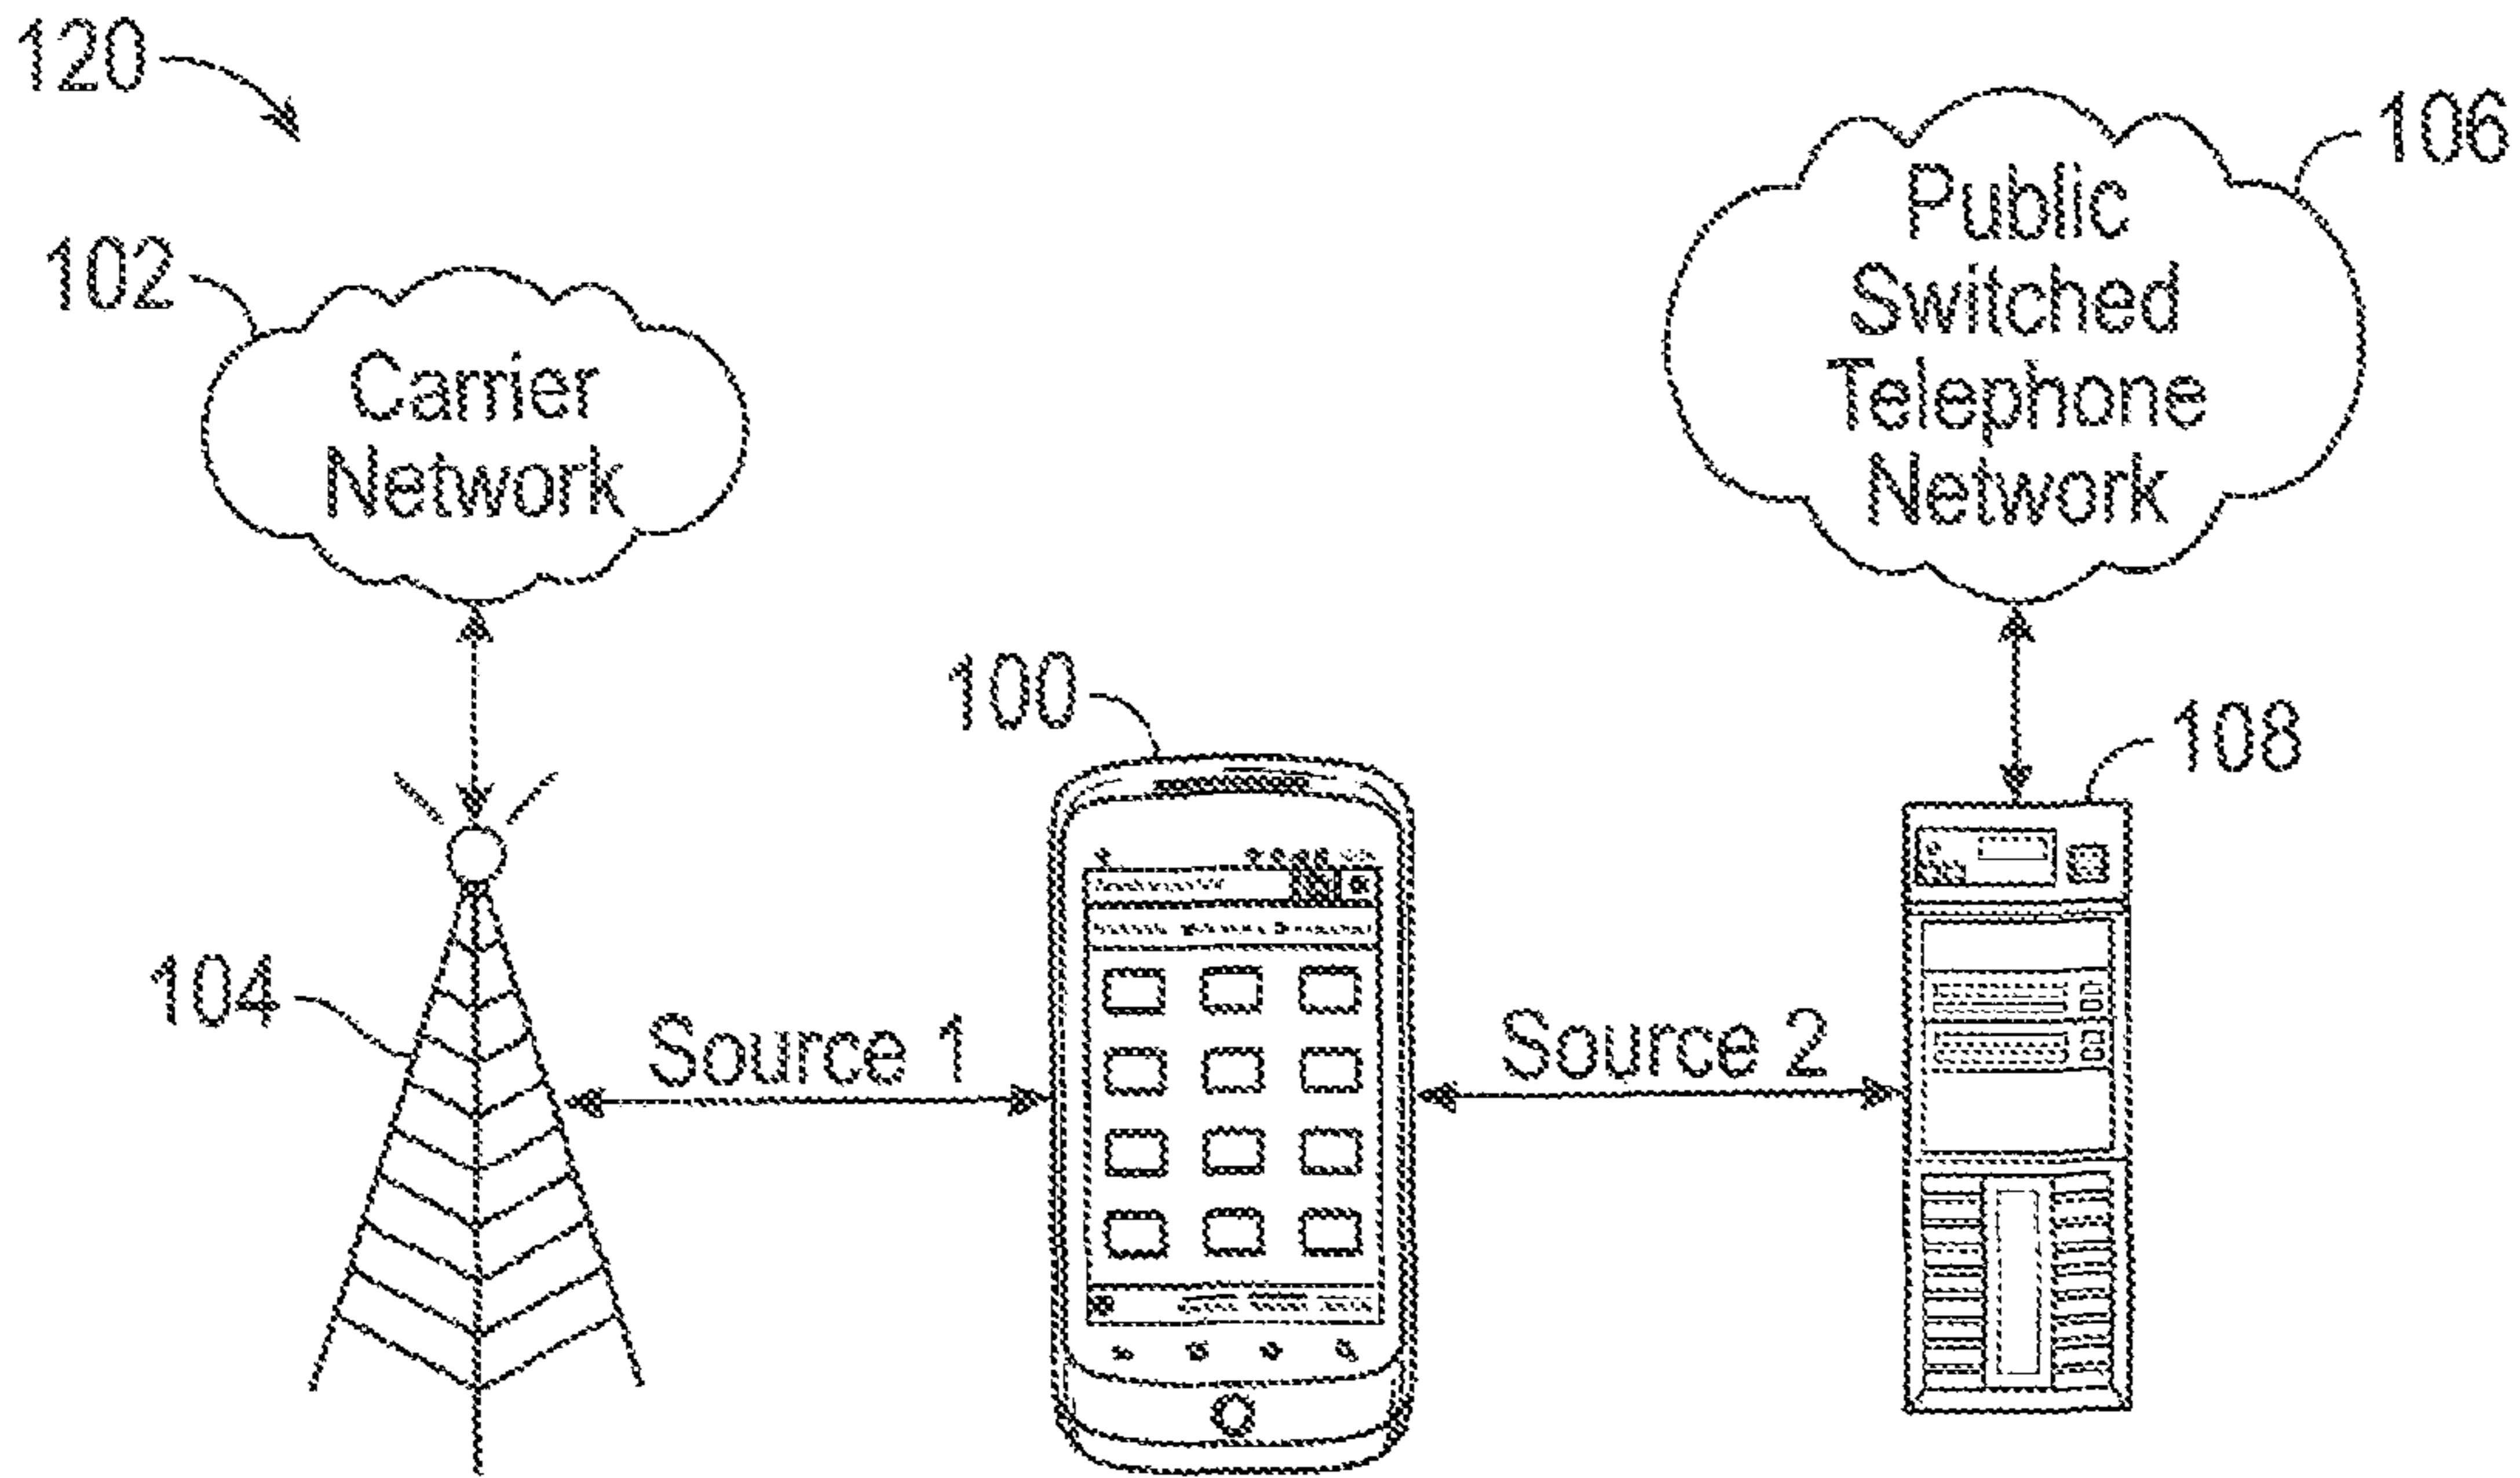 120
106
Public
Switched
Telephone
Network
102
Carrier
Network
100
108
104
Source 1
Source 2